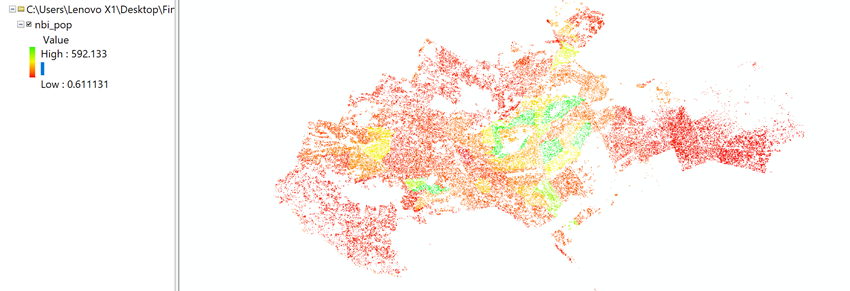 C:\Users\Lenovo X1\Desktop\Fir
nbi_pop
Value
High : 592.133
Low : 0.611131